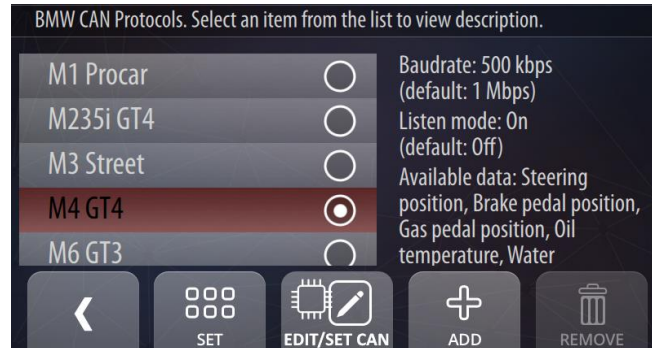 BMW CAN Protocols. Select an item from the list to view description.
M1 Procar
M235i GT4
M3 Street
M4 GT4
M6 GT3
Baudrate: 500 kbps
(default: 1 Mbps)
Listen mode: On
(default: Off)
Available data: Steering
position, Brake pedal position,
Gas pedal position, Oil
temperature, Water
SET
EDIT/SET CAN
ADD
REMOVE